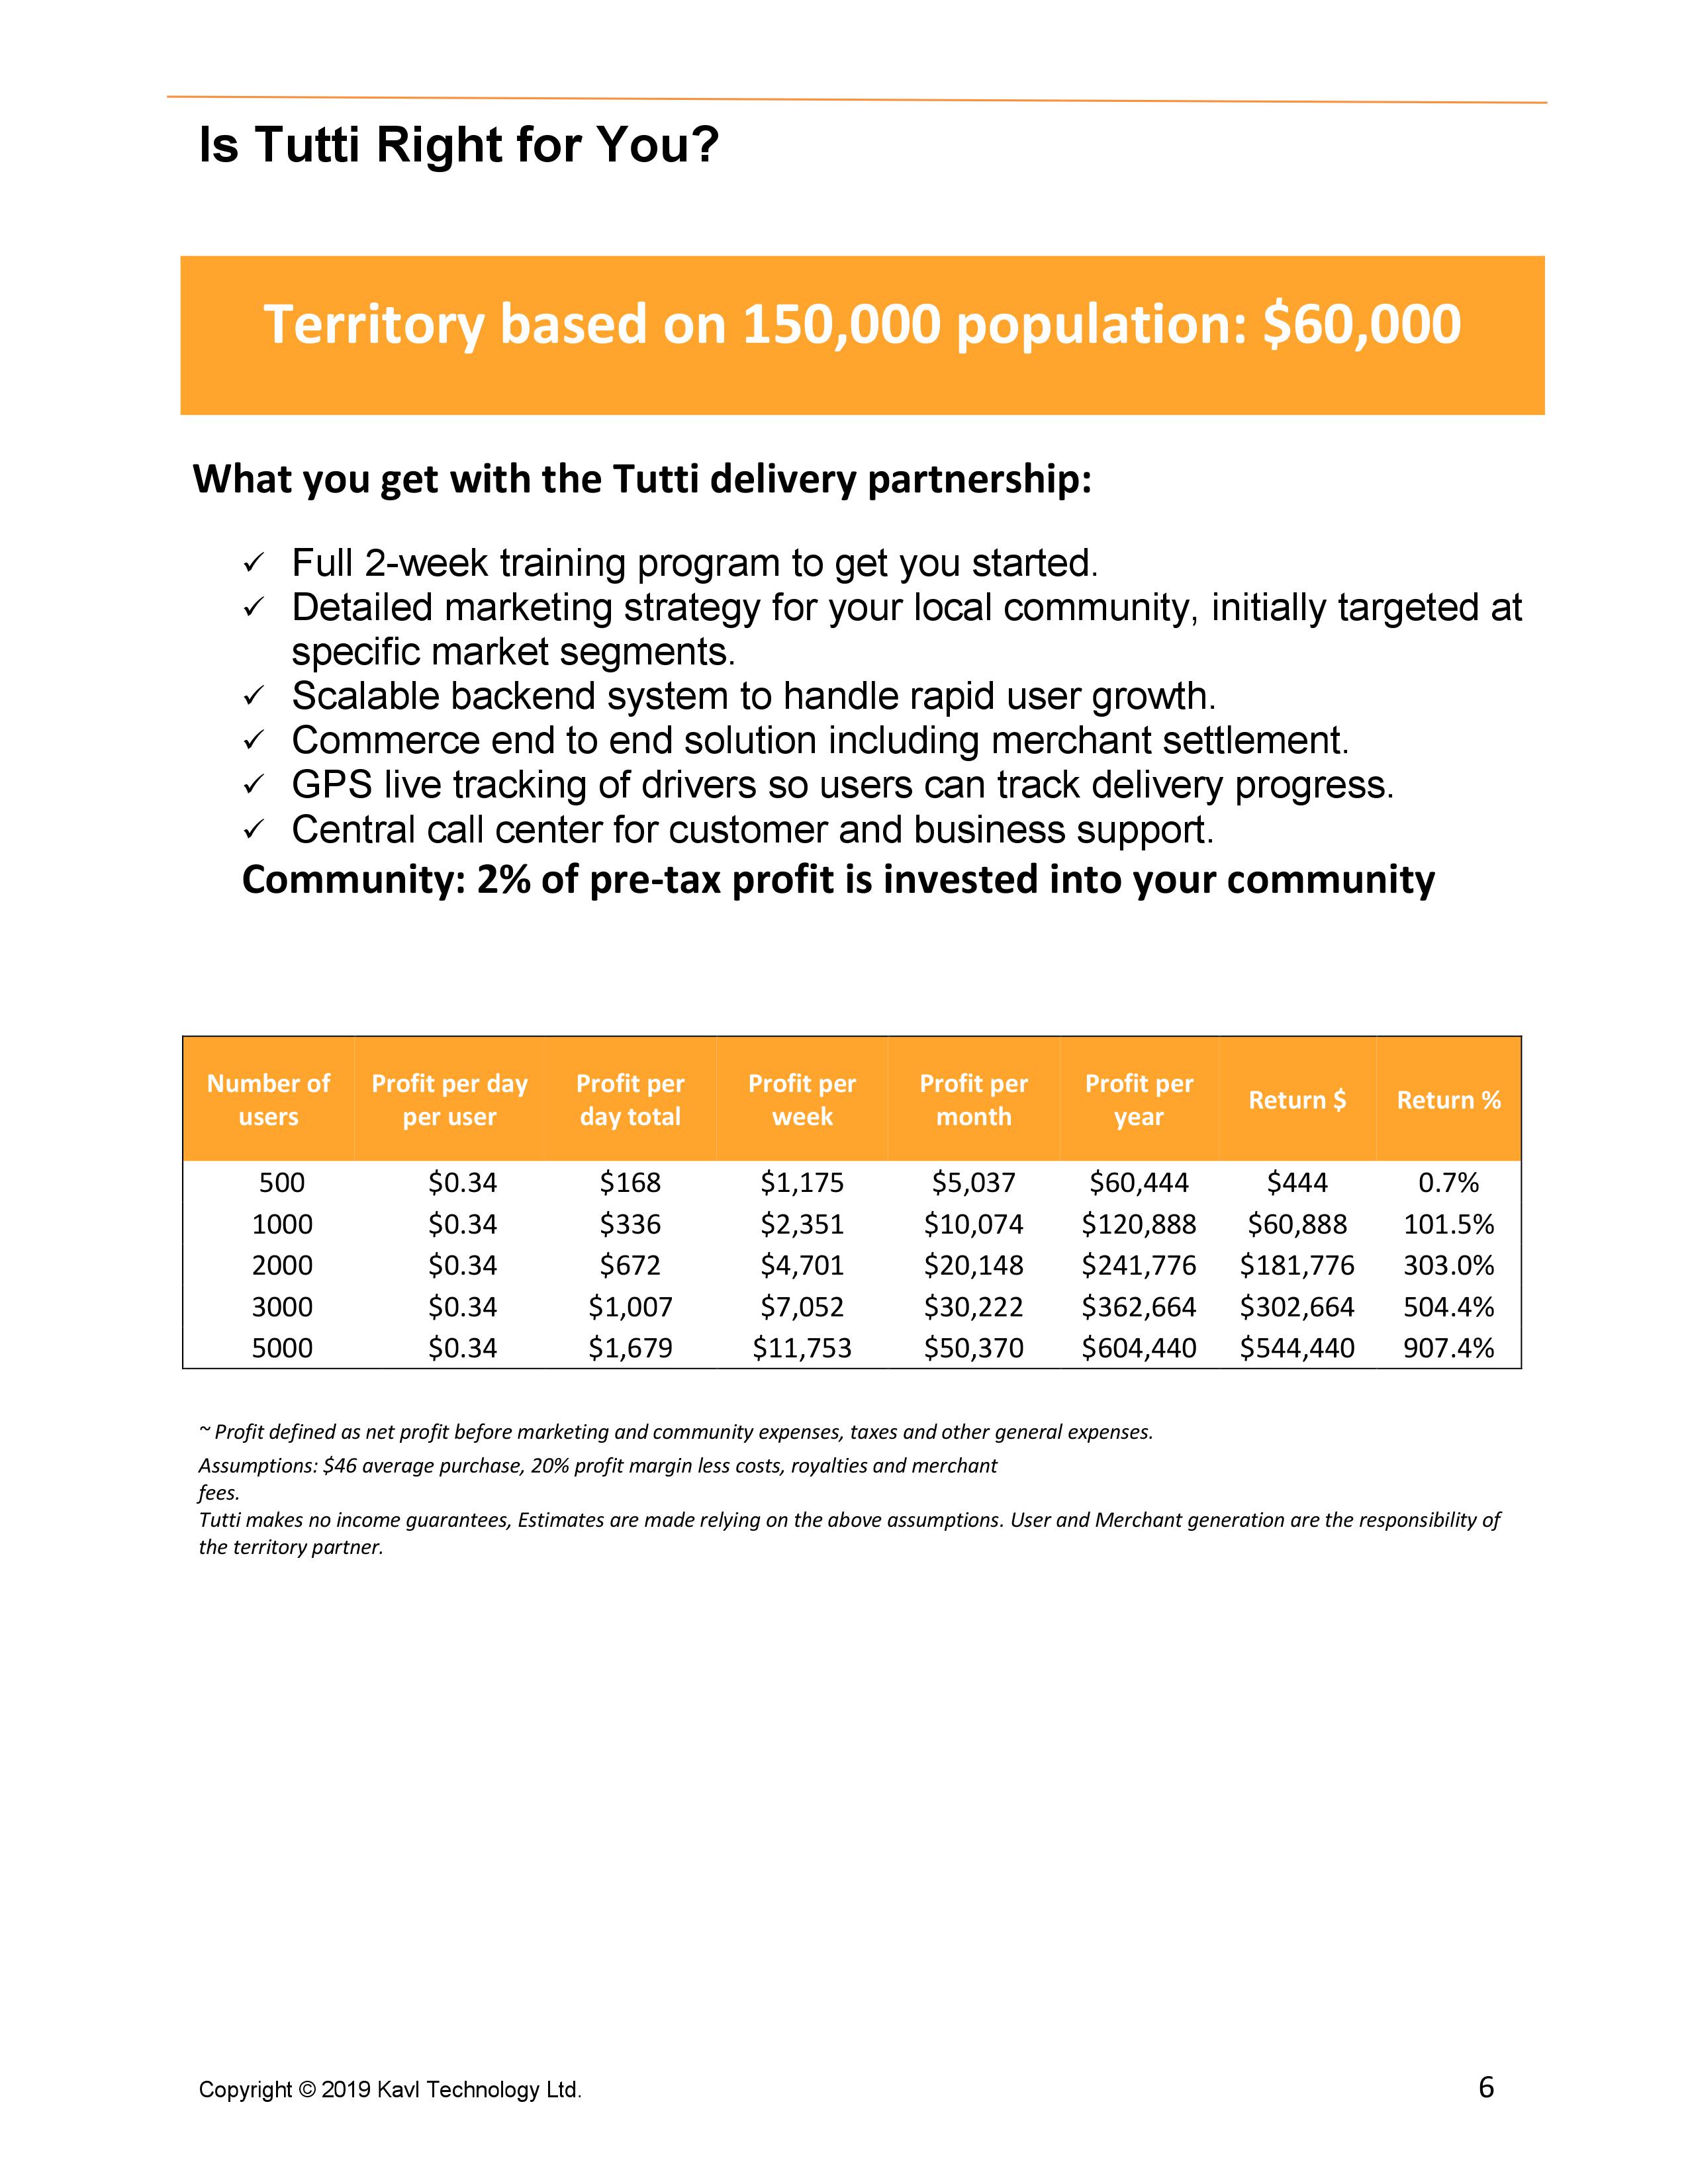 Is Tutti Right for You?
Territory based on 150,000 population: $60,000
What you get with the Tutti delivery partnership:
✓ Full 2-week training program to get you started.
✓ Detailed marketing strategy for your local community, initially targeted at
specific market segments.
✓ Scalable backend system to handle rapid user growth.
✓ Commerce end to end solution including merchant settlement.
✓ GPS live tracking of drivers so users can track delivery progress.
✓ Central call center for customer and business support.
Community: 2% of pre-tax profit is invested into your community
Number of users Profit per day per user Profit per day total Profit per week Profit per month Profit per year Return $ Return %
500 $0.34 $168 $1,175 $5,037 $60,444 $444 0.7%
1000 $0.34 $336 $2,351 $10,074 $120,888 $60,888 101.5%
2000 $0.34 $672 $4,701 $20,148 $241,776 $181,776 303.0%
3000 $0.34 $1,007 $7,052 $30,222 $362,664 $302,664 504.4%
5000 $0.34 $1,679 $11,753 $50,370 $604,440 $544,440 907.4%
~ Profit defined as net profit before marketing and community expenses, taxes and other general expenses.
Assumptions: $46 average purchase, 20% profit margin less costs, royalties and merchant
fees.
Tutti makes no income guarantees, Estimates are made relying on the above assumptions. User and Merchant generation are the responsibility of
the territory partner.
Copyright © 2019 Kavl Technology Ltd. 6